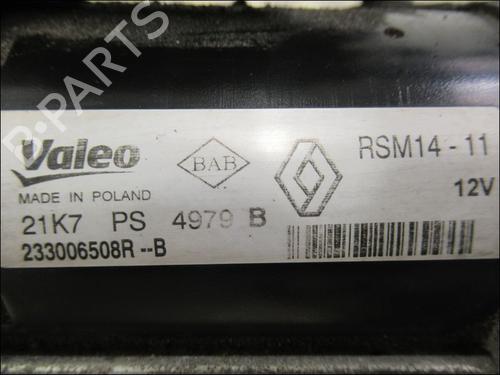 B-PARTS
Valeo
BAB
RSM14-11
MADE IN POLAND
12V
21K7 PS 4979 B
233006508R--B